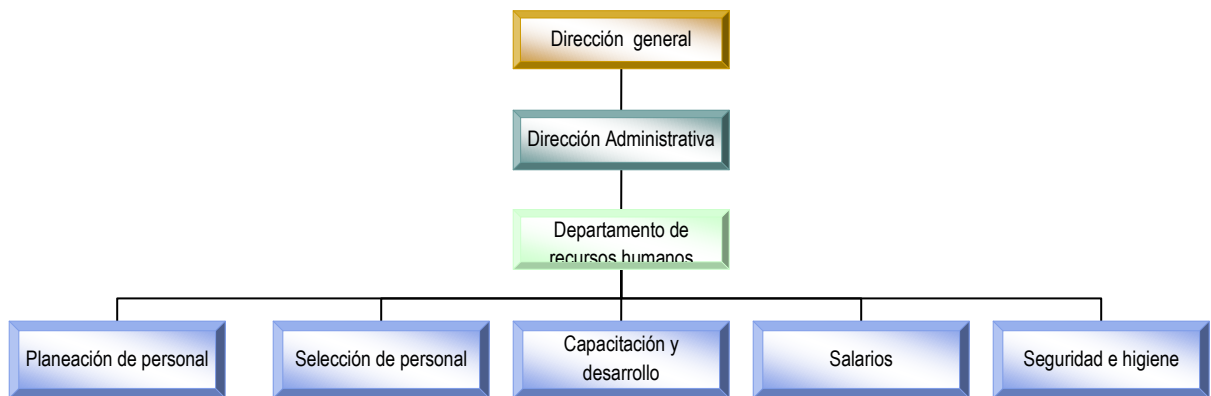 Dirección general
Dirección Administrativa
Departamento de
recursos humanos
Planeación de personal
Selección de personal
Capacitación y
desarrollo
Salarios
Seguridad e higiene